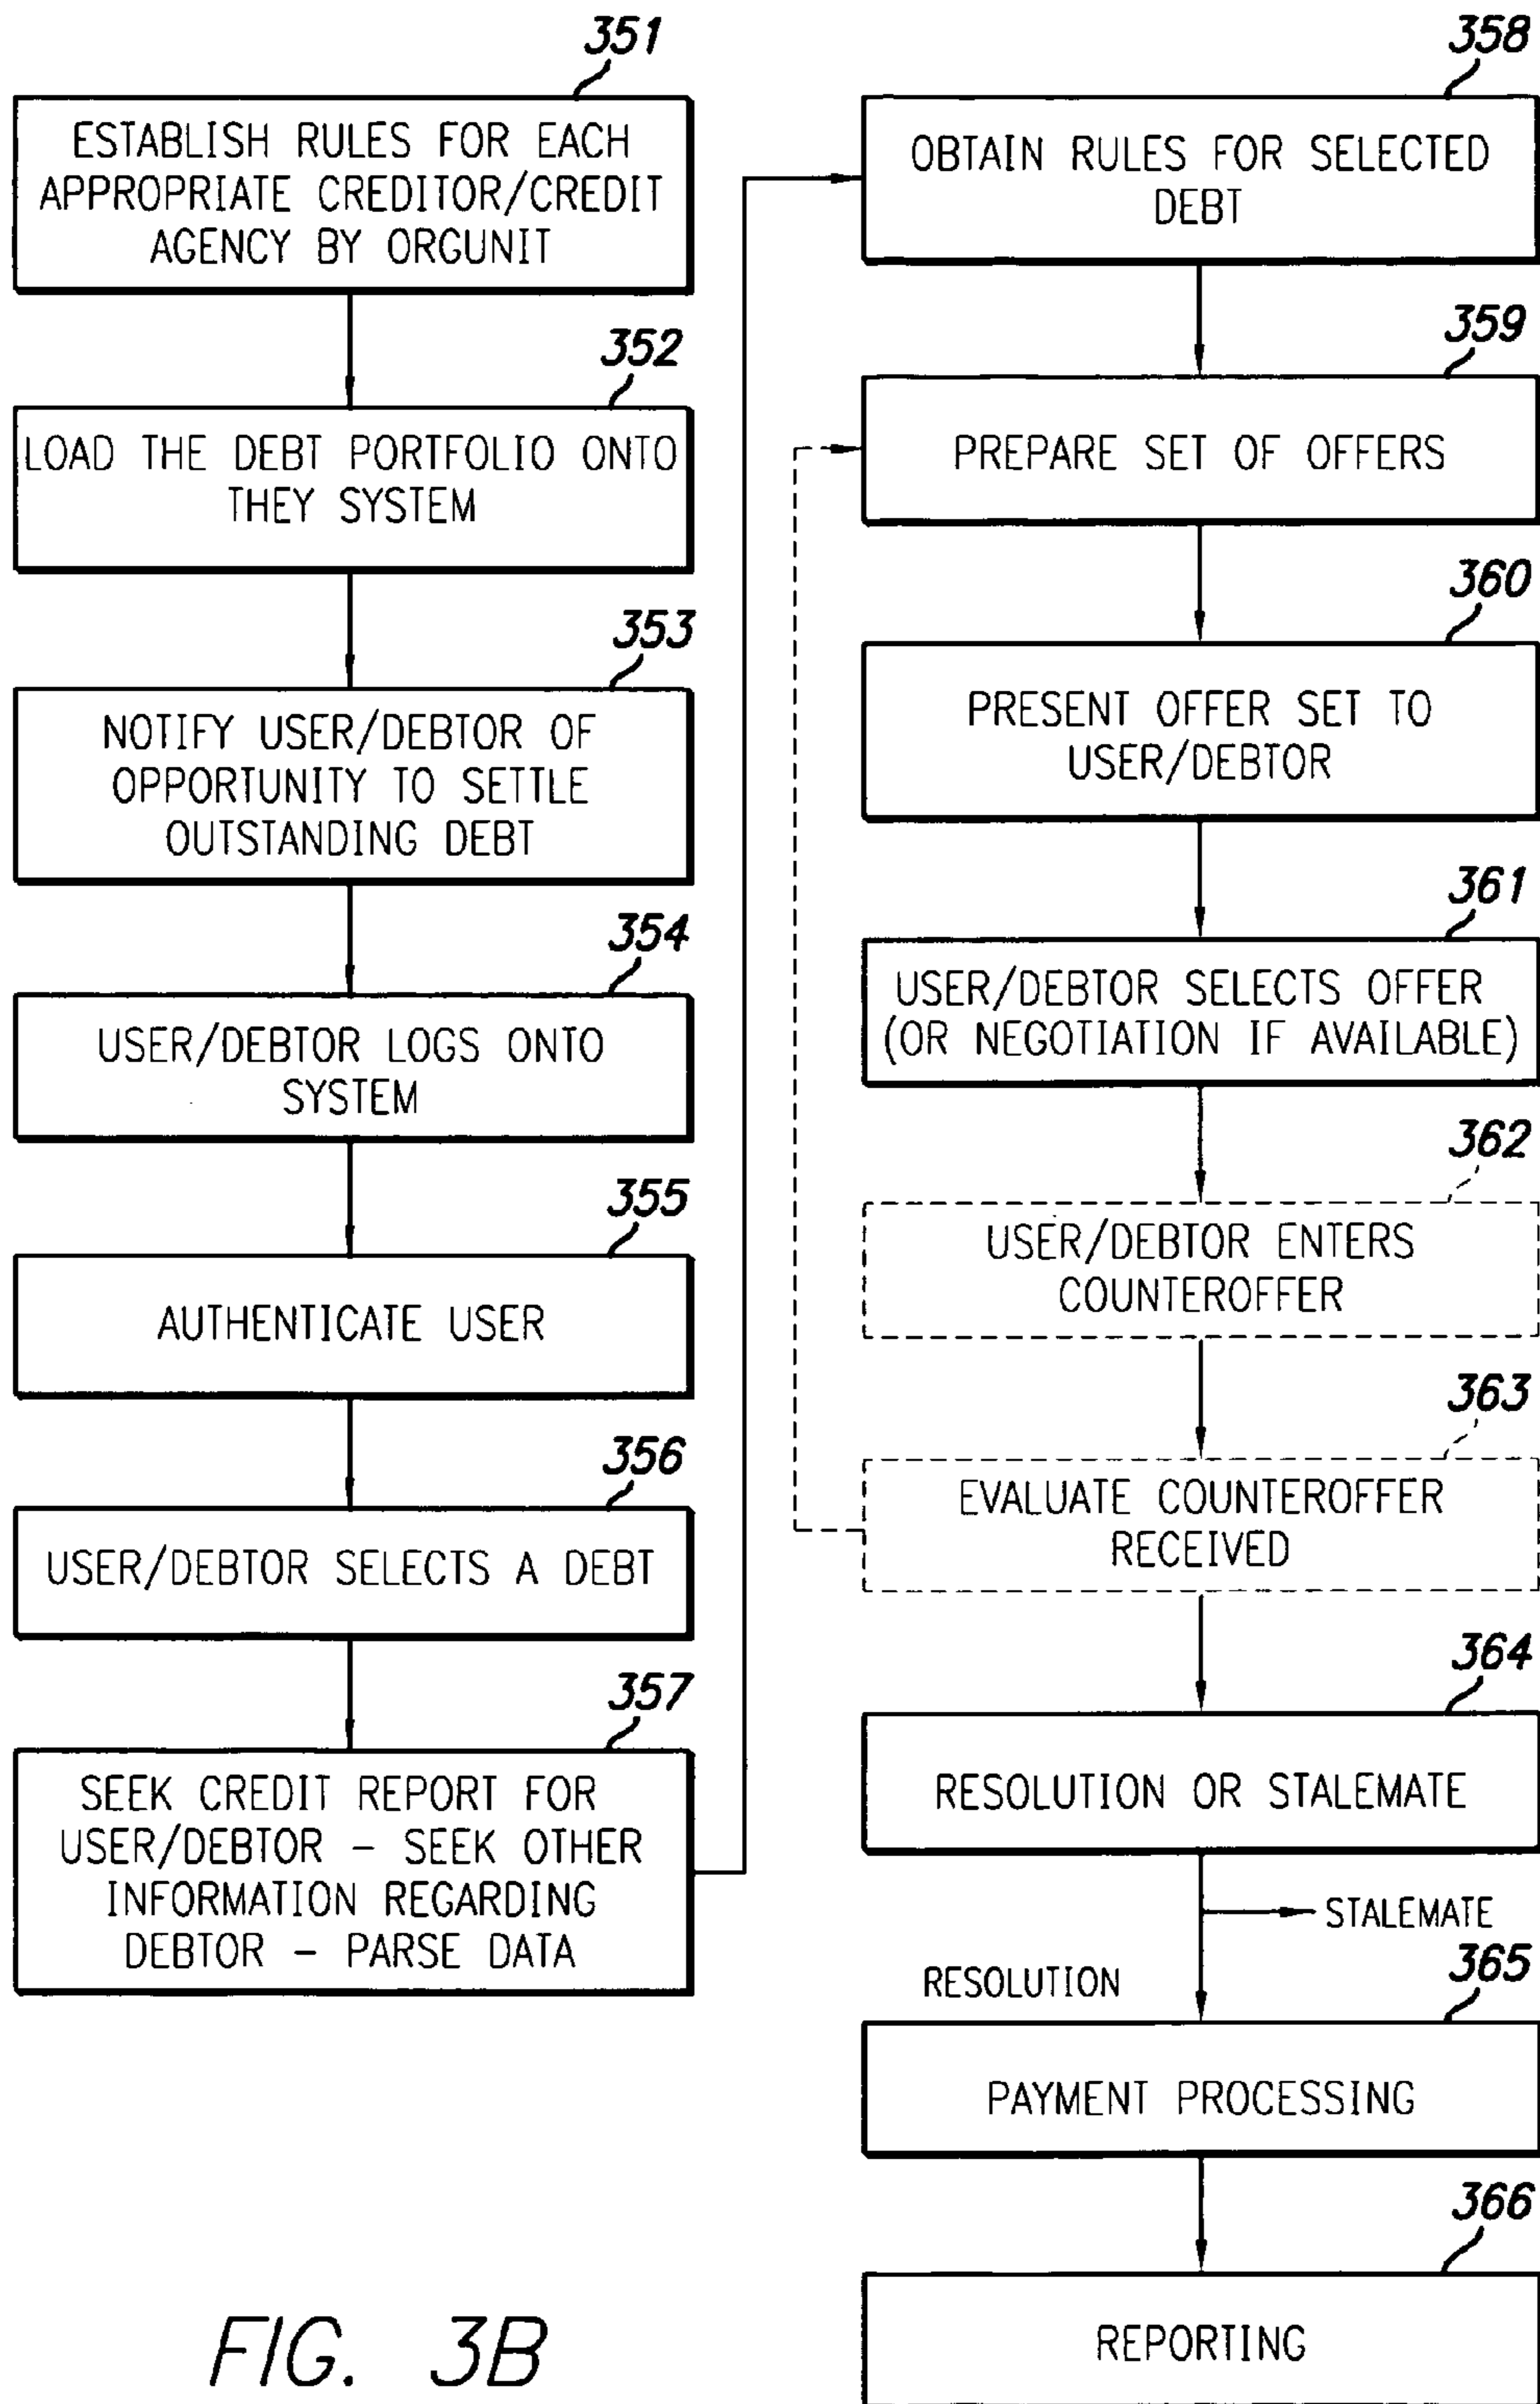 351
ESTABLISH RULES FOR EACH
APPROPRIATE CREDITOR/CREDIT
AGENCY BY ORGUNIT
352
LOAD THE DEBT PORTFOLIO ONTO
THEY SYSTEM
353
NOTIFY USER/DEBTOR OF
OPPORTUNITY TO SETTLE
OUTSTANDING DEBT
354
USER/DEBTOR LOGS ONTO
SYSTEM
355
AUTHENTICATE USER
356
USER/DEBTOR SELECTS A DEBT
357
SEEK CREDIT REPORT FOR
USER/DEBTOR – SEEK OTHER
INFORMATION REGARDING
DEBTOR – PARSE DATA
358
OBTAIN RULES FOR SELECTED
DEBT
359
PREPARE SET OF OFFERS
360
PRESENT OFFER SET TO
USER/DEBTOR
361
USER/DEBTOR SELECTS OFFER
(OR NEGOTIATION IF AVAILABLE)
362
USER/DEBTOR ENTERS
COUNTEROFFER
363
EVALUATE COUNTEROFFER
RECEIVED
364
RESOLUTION OR STALEMATE
STALEMATE
RESOLUTION
365
PAYMENT PROCESSING
366
REPORTING
FIG. 3B